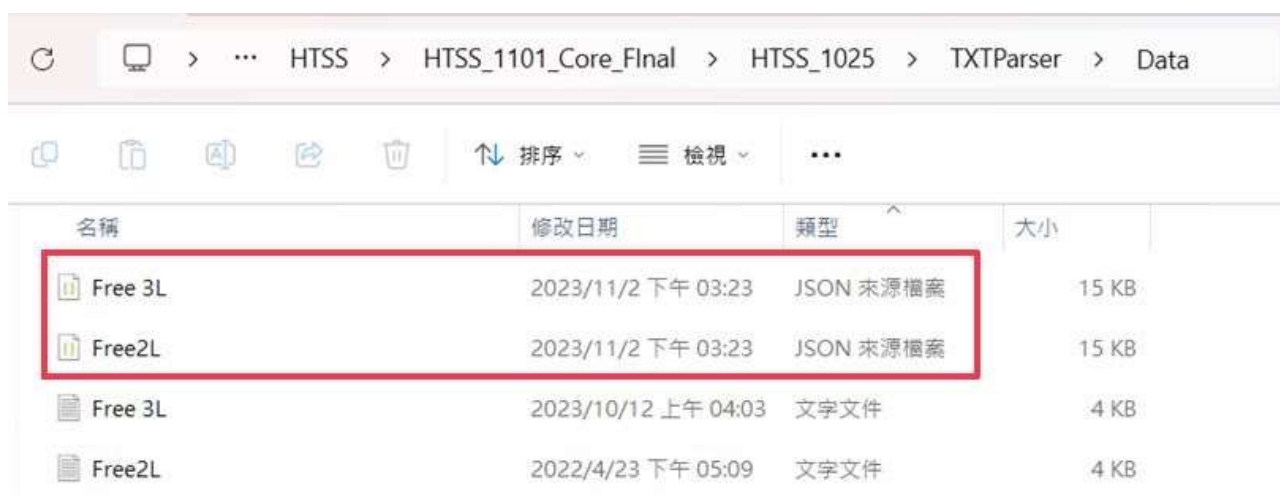 HTSS > HTSS_1101_Core_FInal > HTSS_1025 > TXTParser > Data
排序 檢視
名稱 修改日期 類型 大小
Free 3L 2023/11/2 下午 03:23 JSON 來源檔案 15 KB
Free2L 2023/11/2 下午 03:23 JSON 來源檔案 15 KB
Free 3L 2023/10/12 上午 04:03 文字文件 4 KB
Free2L 2022/4/23 下午 05:09 文字文件 4 KB